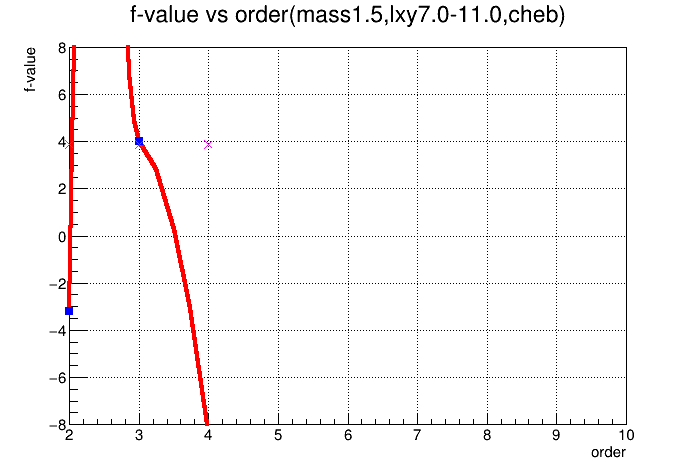 f-value vs order(mass1.5,lxy7.0-11.0,cheb)
f-value
8
6
4
2
0
−2
−4
−6
−8
2 3 4 5 6 7 8 9 10
order